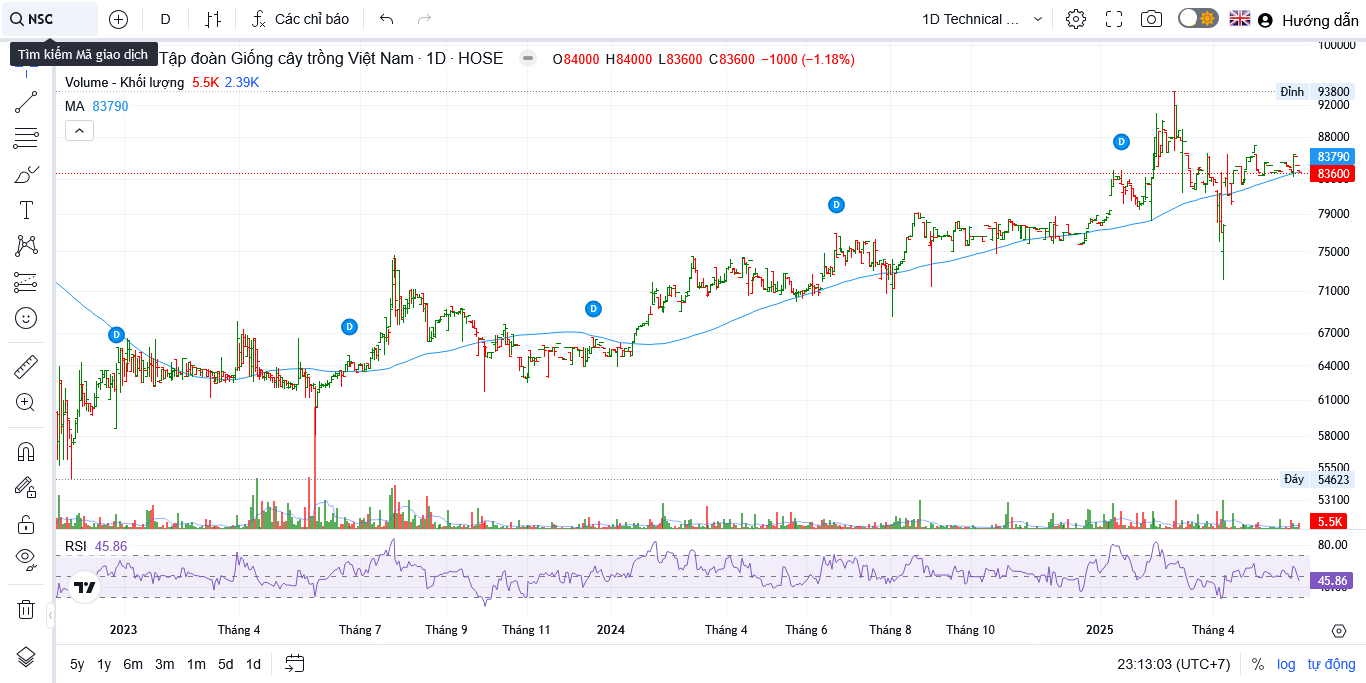 NSC
D
Các chỉ báo
1D Technical ...
Hướng dẫn
Tìm kiếm Mã giao dịch
Tập đoàn Giống cây trồng Việt Nam · 1D · HOSE
O84000 H84000 L83600 C83600 −1000 (−1.18%)
Volume - Khối lượng 5.5K 2.39K
MA 83790
100000
Đỉnh 93800
92000
88000
83790
83600
79000
75000
71000
67000
64000
61000
58000
55500
Đáy 54623
53100
5.5K
D
D
D
D
D
RSI 45.86
80.00
45.86
2023 Tháng 4 Tháng 7 Tháng 9 Tháng 11 2024 Tháng 4 Tháng 6 Tháng 8 Tháng 10 2025 Tháng 4
5y 1y 6m 3m 1m 5d 1d
23:13:03 (UTC+7) % log tự động